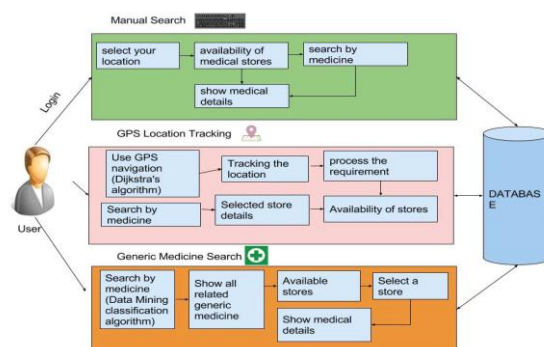 Manual Search
select your
location
availability of
medical stores
search by
medicine
show medical
details
Login
GPS Location Tracking
Use GPS
navigation
(Dijkstra's
algorithm)
Tracking the
location
process the
requirement
Search by
medicine
Selected store
details
Availability of stores
User
DATABAS
E
Generic Medicine Search
Search by
medicine
(Data Mining
classification
algorithm)
Show all
related
generic
medicine
Available
stores
Select a
store
Show medical
details